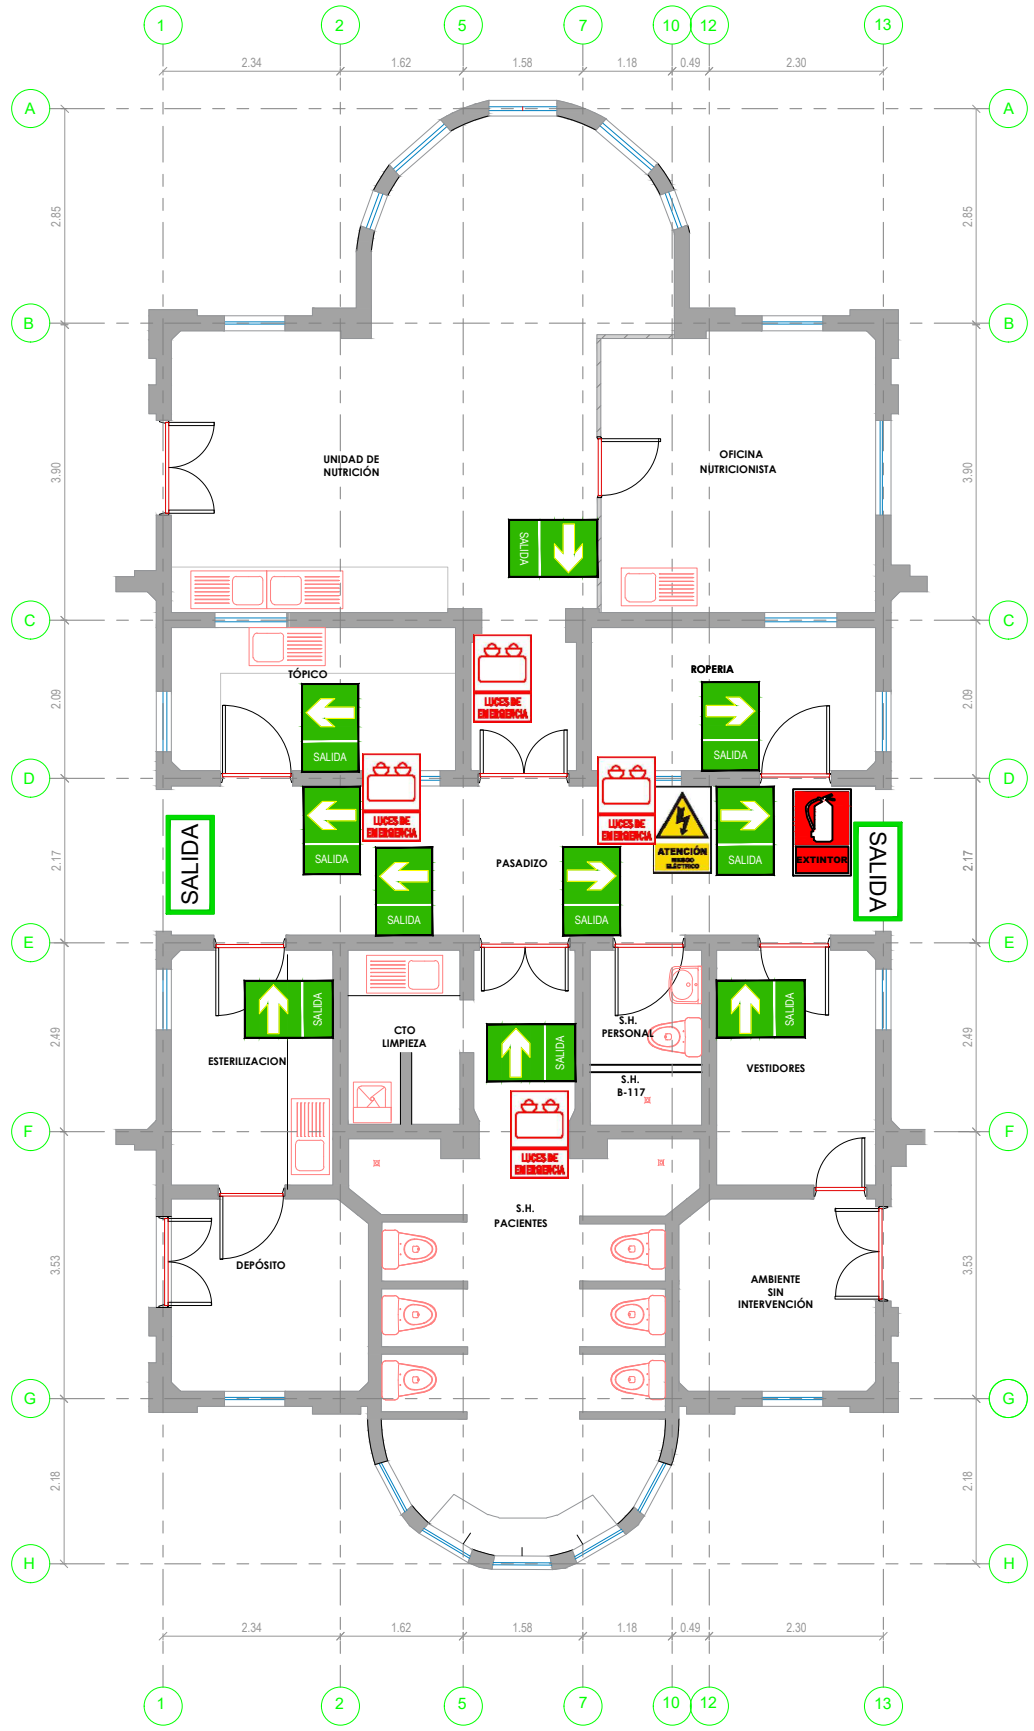 1 2 5 7 10 12 13
2.34 1.62 1.58 1.18 0.49 2.30
A A
2.85 2.85
B B
UNIDAD DE
NUTRICIÓN
OFICINA
NUTRICIONISTA
3.90 3.90
SALIDA
C C
TÓPICO
ROPERIA
LUCES DE
EMERGENCIA
2.09 2.09
SALIDA
SALIDA
D D
LUCES DE
EMERGENCIA
LUCES DE
EMERGENCIA
SALIDA
SALIDA
ATENCIÓN
RIESGO
ELÉCTRICO
SALIDA
EXTINTOR
SALIDA
PASADIZO
2.17 2.17
SALIDA
SALIDA
E E
SALIDA
SALIDA
S.H.
PERSONAL
CTO
LIMPIEZA
SALIDA
2.49 2.49
ESTERILIZACION
VESTIDORES
S.H.
B-117
F F
LUCES DE
EMERGENCIA
S.H.
PACIENTES
3.53 3.53
DEPÓSITO
AMBIENTE
SIN
INTERVENCIÓN
G G
2.18 2.18
H H
2.34 1.62 1.58 1.18 0.49 2.30
1 2 5 7 10 12 13